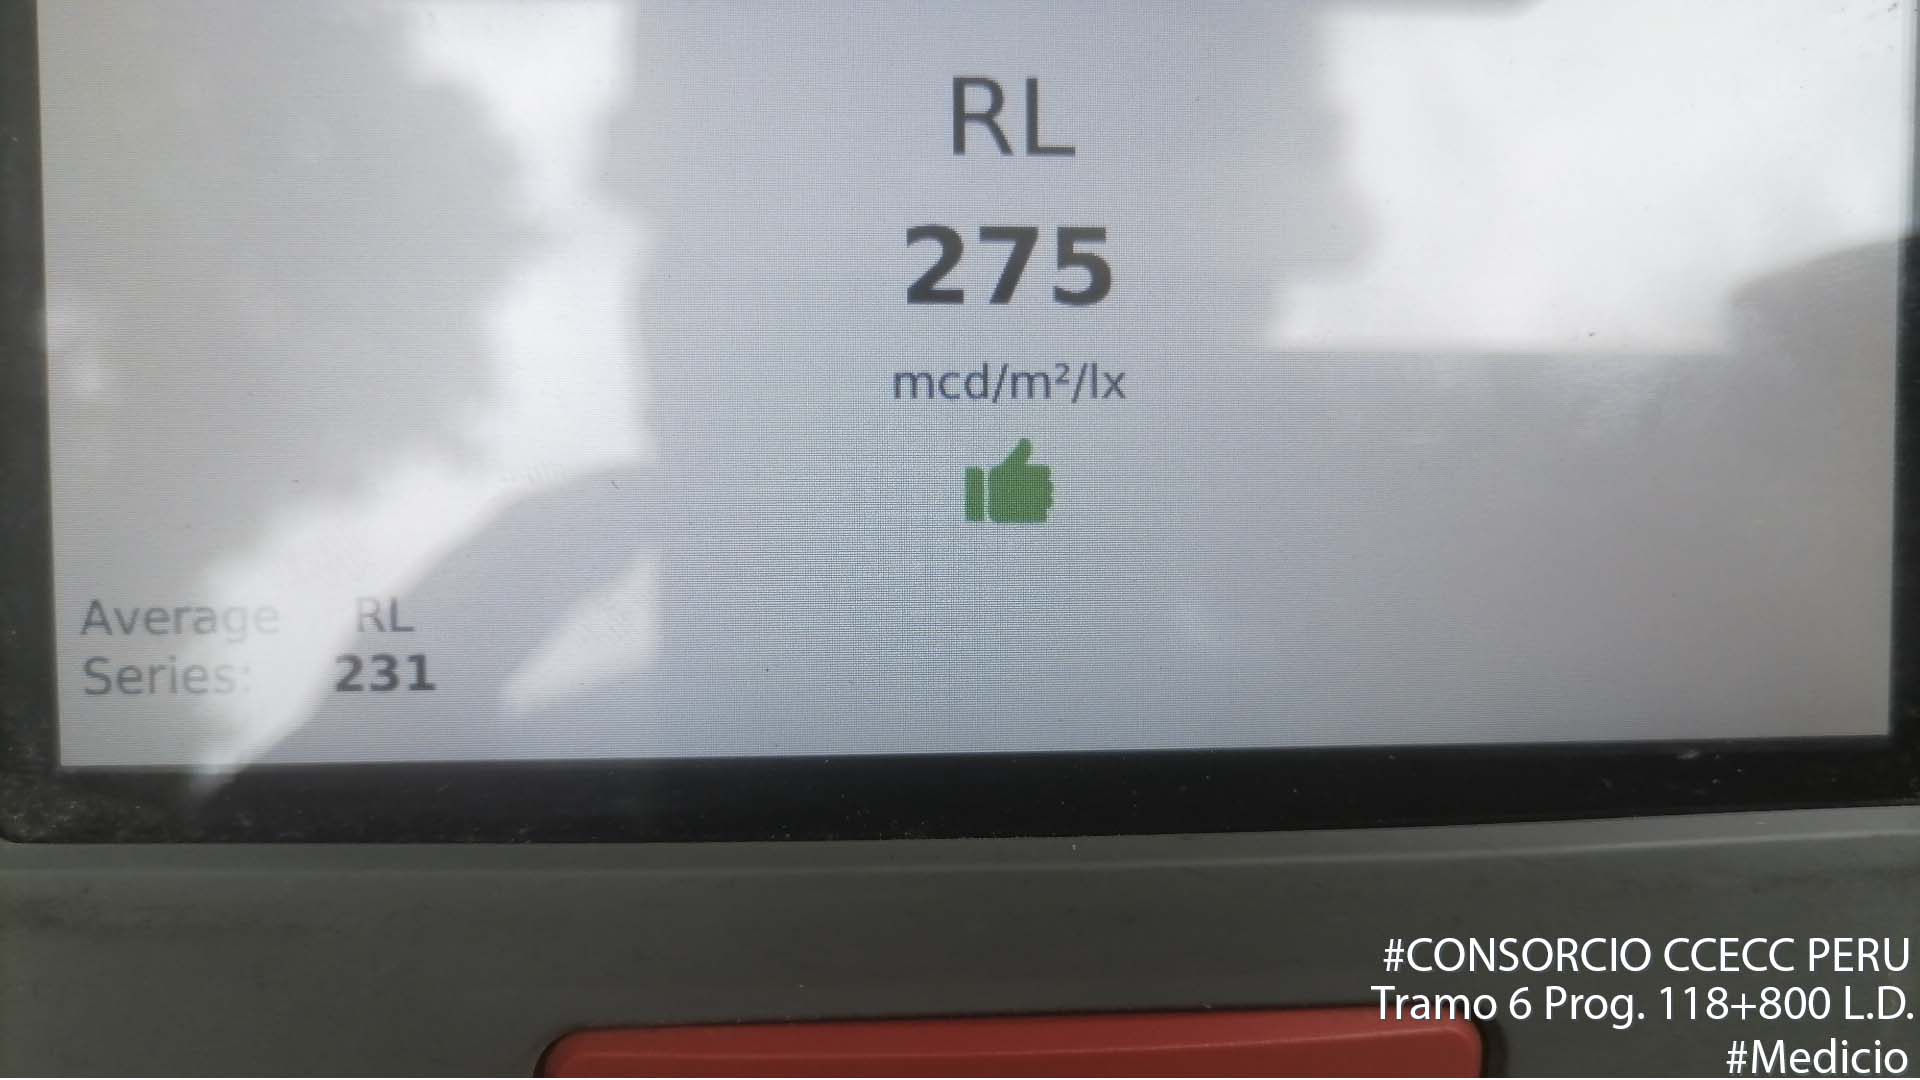 RL
275
mcd/m²/lx
Average RL
Series: 231
#CONSORCIO CCECC PERU
Tramo 6 Prog. 118+800 L.D.
#Medicio